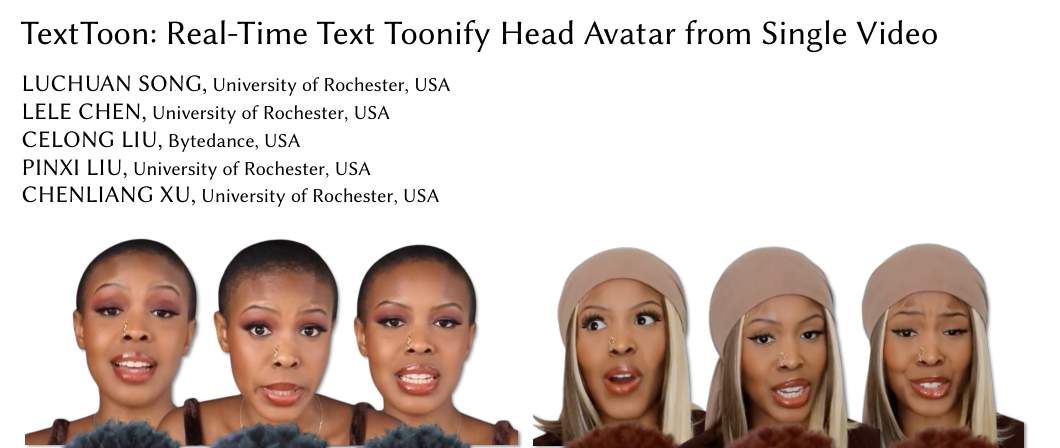 TextToon: Real-Time Text Toonify Head Avatar from Single Video
LUCHUAN SONG, University of Rochester, USA
LELE CHEN, University of Rochester, USA
CELONG LIU, Bytedance, USA
PINXI LIU, University of Rochester, USA
CHENLIANG XU, University of Rochester, USA